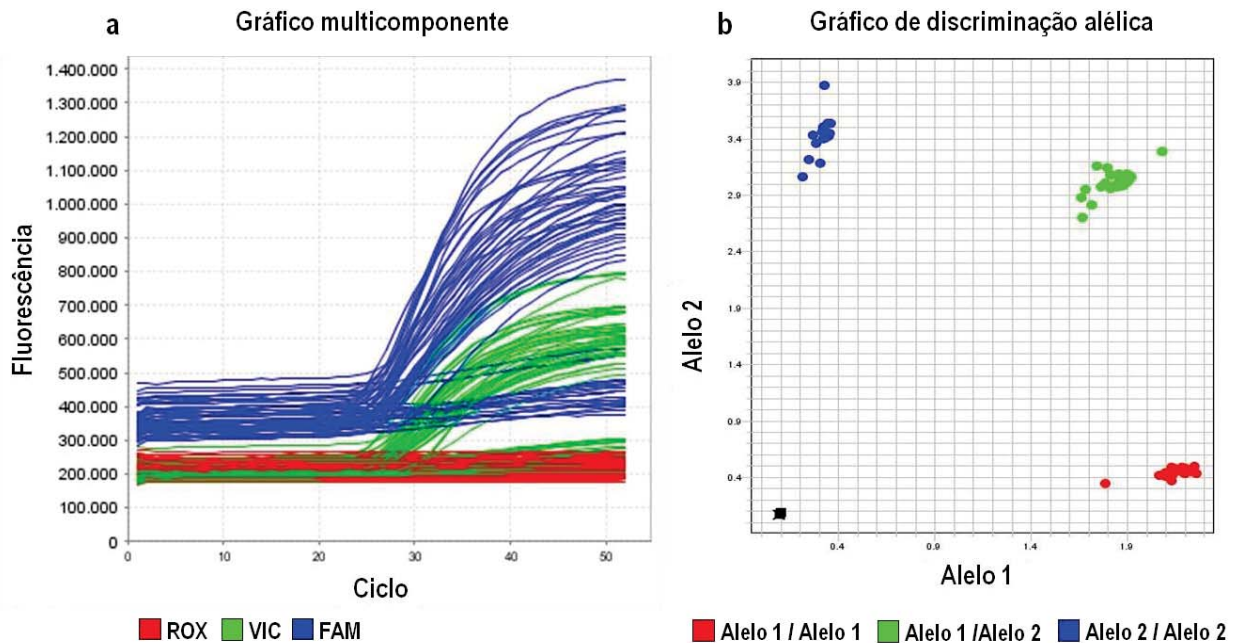 a Gráfico multicomponente
1.400.000
1.300.000
1.200.000
1.100.000
1.000.000
900.000
800.000
700.000
600.000
500.000
400.000
300.000
200.000
100.000
0
0 10 20 30 40 50
Fluorescência
Ciclo
ROX VIC FAM
b Gráfico de discriminação alélica
3.9
3.4
2.9
2.4
1.9
1.4
0.9
0.4
0.4 0.9 1.4 1.9
Alelo 2
Alelo 1
Alelo 1 / Alelo 1 Alelo 1 /Alelo 2 Alelo 2 / Alelo 2